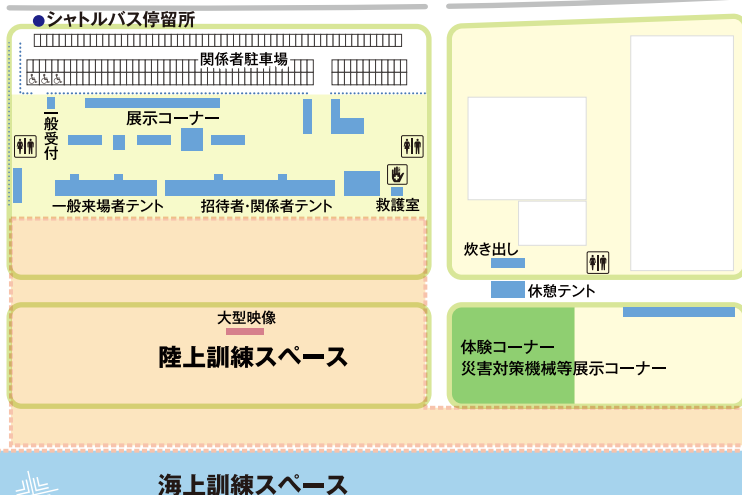 シャトルバス停留所
関係者駐車場
一般受付
展示コーナー
一般来場者テント
招待者・関係者テント
救護室
炊き出し
休憩テント
大型映像
陸上訓練スペース
体験コーナー
災害対策機械等展示コーナー
海上訓練スペース